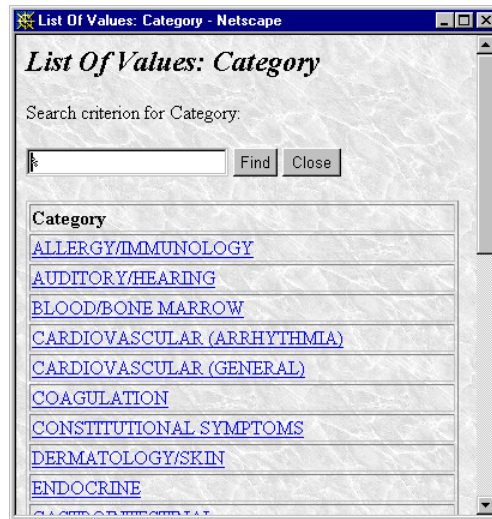 List Of Values: Category - Netscape
List Of Values: Category
Search criterion for Category:
%
Find Close
Category
ALLERGY/IMMUNOLOGY
AUDITORY/HEARING
BLOOD/BONE MARROW
CARDIOVASCULAR (ARRHYTHMIA)
CARDIOVASCULAR (GENERAL)
COAGULATION
CONSTITUTIONAL SYMPTOMS
DERMATOLOGY/SKIN
ENDOCRINE
GASTROINTESTINAL